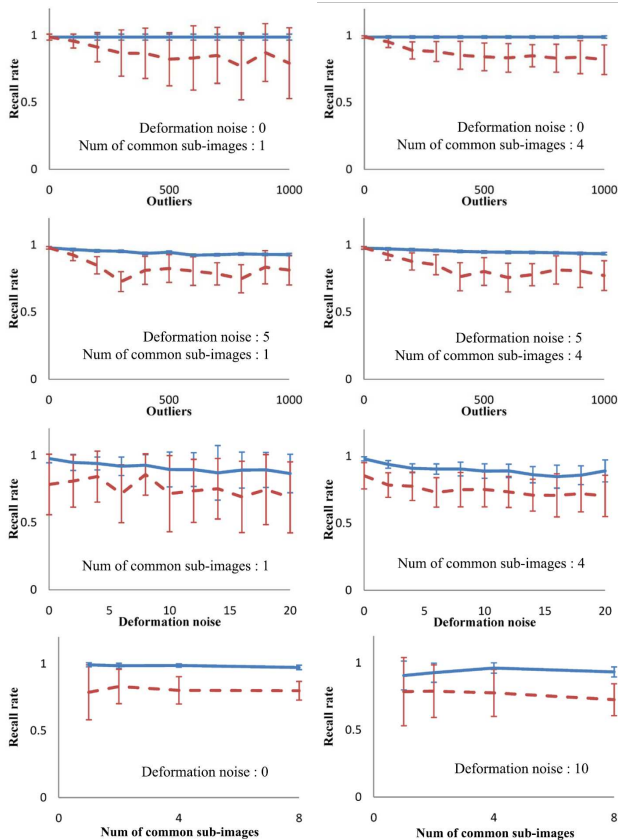 Recall rate
1
0.5
0
Deformation noise : 0
Num of common sub-images : 1
0
500
1000
Outliers
Recall rate
1
0.5
0
Deformation noise : 0
Num of common sub-images : 4
0
500
1000
Outliers
Recall rate
1
0.5
0
Deformation noise : 5
Num of common sub-images : 1
0
500
1000
Outliers
Recall rate
1
0.5
0
Deformation noise : 5
Num of common sub-images : 4
0
500
1000
Outliers
Recall rate
1
0.5
0
Num of common sub-images : 1
0
5
10
15
20
Deformation noise
Recall rate
1
0.5
0
Num of common sub-images : 4
0
5
10
15
20
Deformation noise
Recall rate
1
0.5
0
Deformation noise : 0
0
4
8
Num of common sub-images
Recall rate
1
0.5
0
Deformation noise : 10
0
4
8
Num of common sub-images